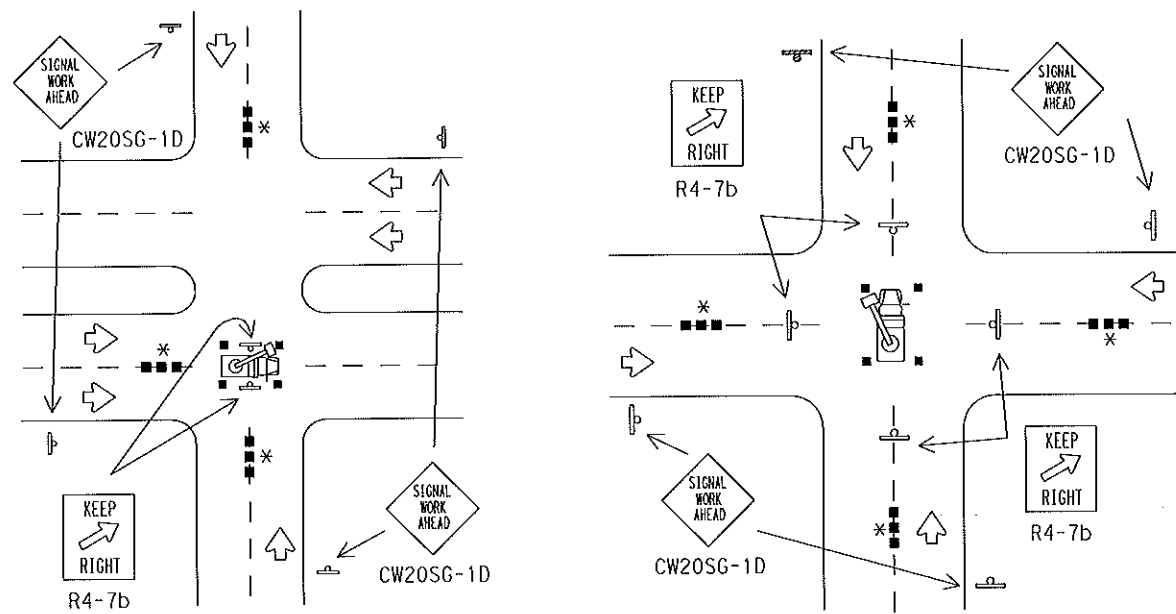 SIGNAL
WORK
AHEAD
CW20SG-1D
*
*
*
KEEP
RIGHT
R4-7b
SIGNAL
WORK
AHEAD
CW20SG-1D
KEEP
RIGHT
R4-7b
SIGNAL
WORK
AHEAD
CW20SG-1D
*
*
*
*
SIGNAL
WORK
AHEAD
CW20SG-1D
KEEP
RIGHT
R4-7b